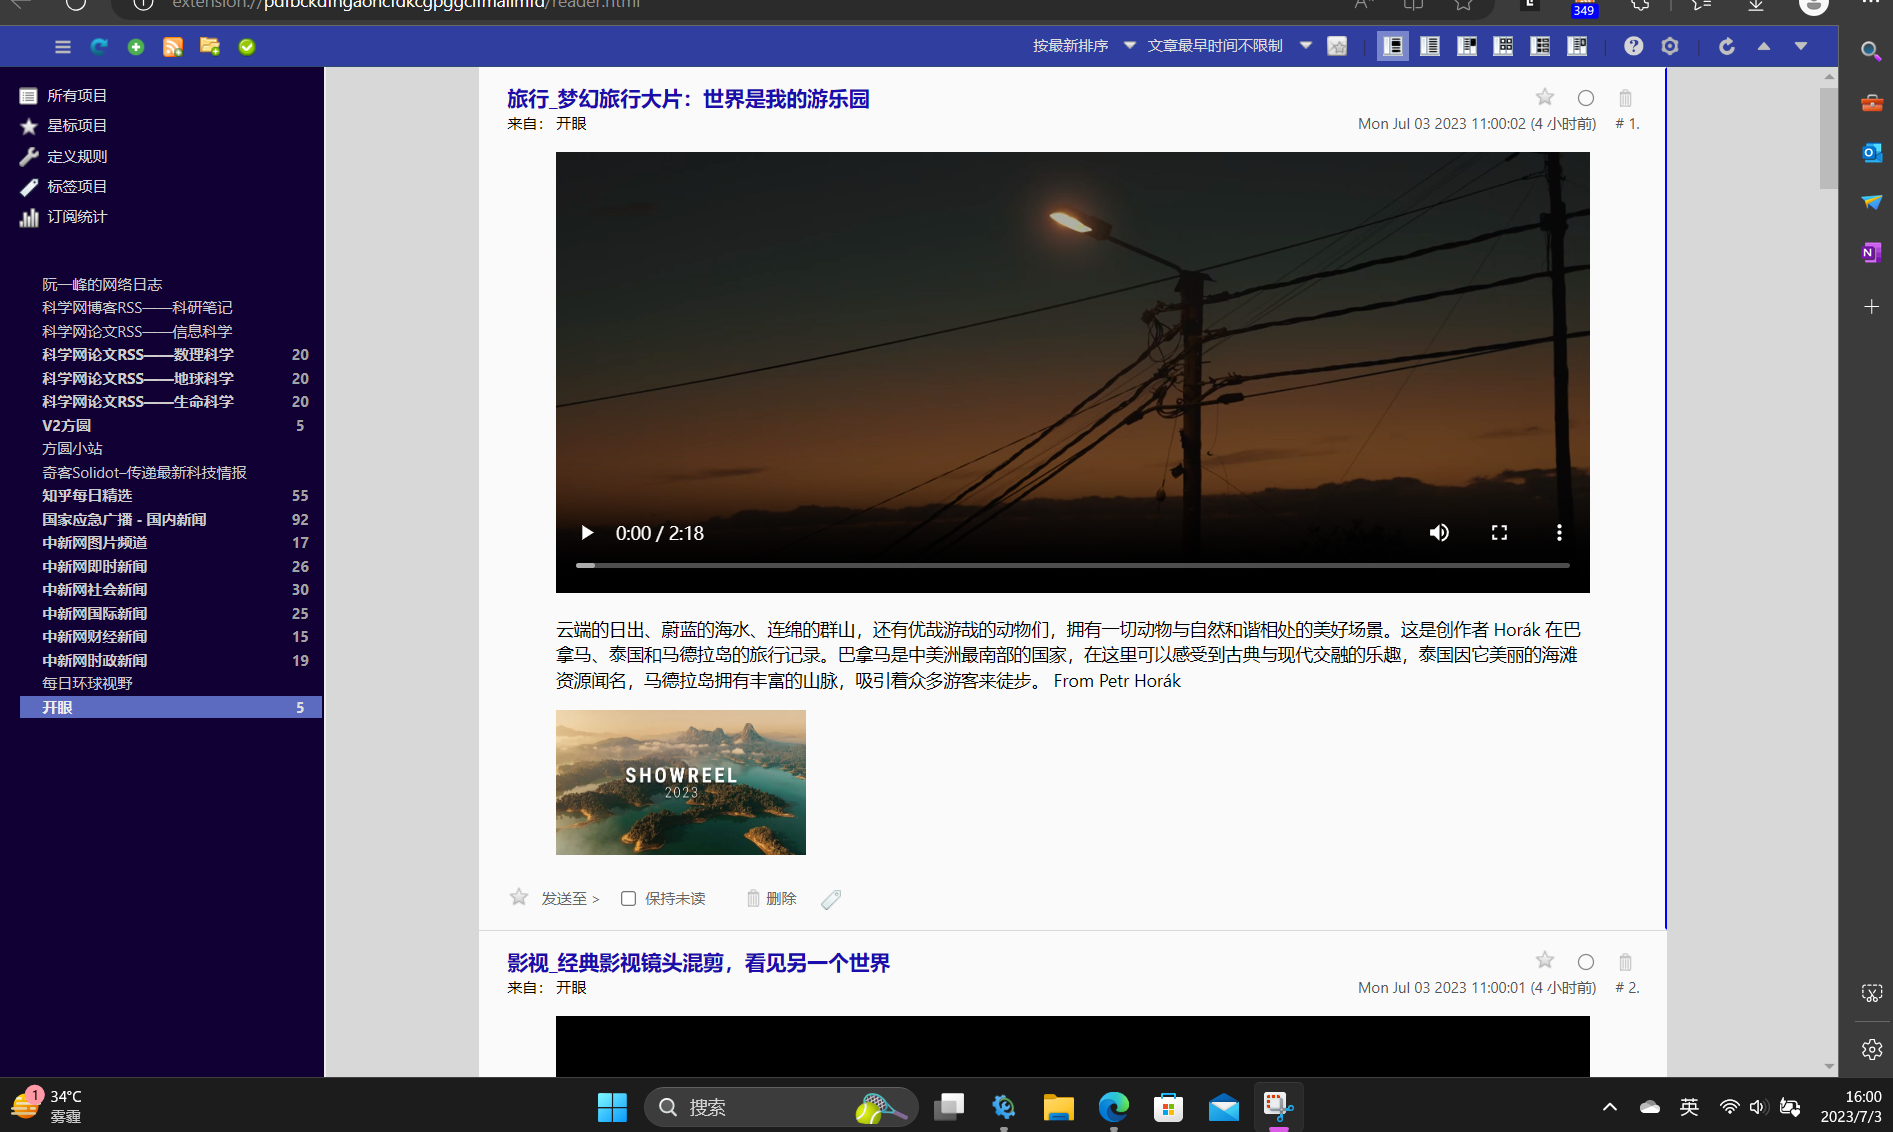 extension://pdfbckdfhgaohcfdkcgpggcifmalimfd/reader.html
349
按最新排序
文章最早时间不限制
所有项目
星标项目
定义规则
标签项目
订阅统计
阮一峰的网络日志
科学网博客RSS——科研笔记
科学网论文RSS——信息科学
科学网论文RSS——数理科学 20
科学网论文RSS——地球科学 20
科学网论文RSS——生命科学 20
V2方圆 5
方圆小站
奇客Solidot–传递最新科技情报
知乎每日精选 55
国家应急广播 - 国内新闻 92
中新网图片频道 17
中新网即时新闻 26
中新网社会新闻 30
中新网国际新闻 25
中新网财经新闻 15
中新网时政新闻 19
每日环球视野
开眼 5
旅行_梦幻旅行大片：世界是我的游乐园
来自： 开眼
Mon Jul 03 2023 11:00:02 (4 小时前) # 1.
0:00 / 2:18
云端的日出、蔚蓝的海水、连绵的群山，还有优哉游哉的动物们，拥有一切动物与自然和谐相处的美好场景。这是创作者 Horák 在巴
拿马、泰国和马德拉岛的旅行记录。巴拿马是中美洲最南部的国家，在这里可以感受到古典与现代交融的乐趣，泰国因它美丽的海滩
资源闻名，马德拉岛拥有丰富的山脉，吸引着众多游客来徒步。 From Petr Horák
SHOWREEL
2023
发送至 >
保持未读
删除
影视_经典影视镜头混剪，看见另一个世界
来自： 开眼
Mon Jul 03 2023 11:00:01 (4 小时前) # 2.
1
34°C
雾霾
搜索
英
16:00
2023/7/3